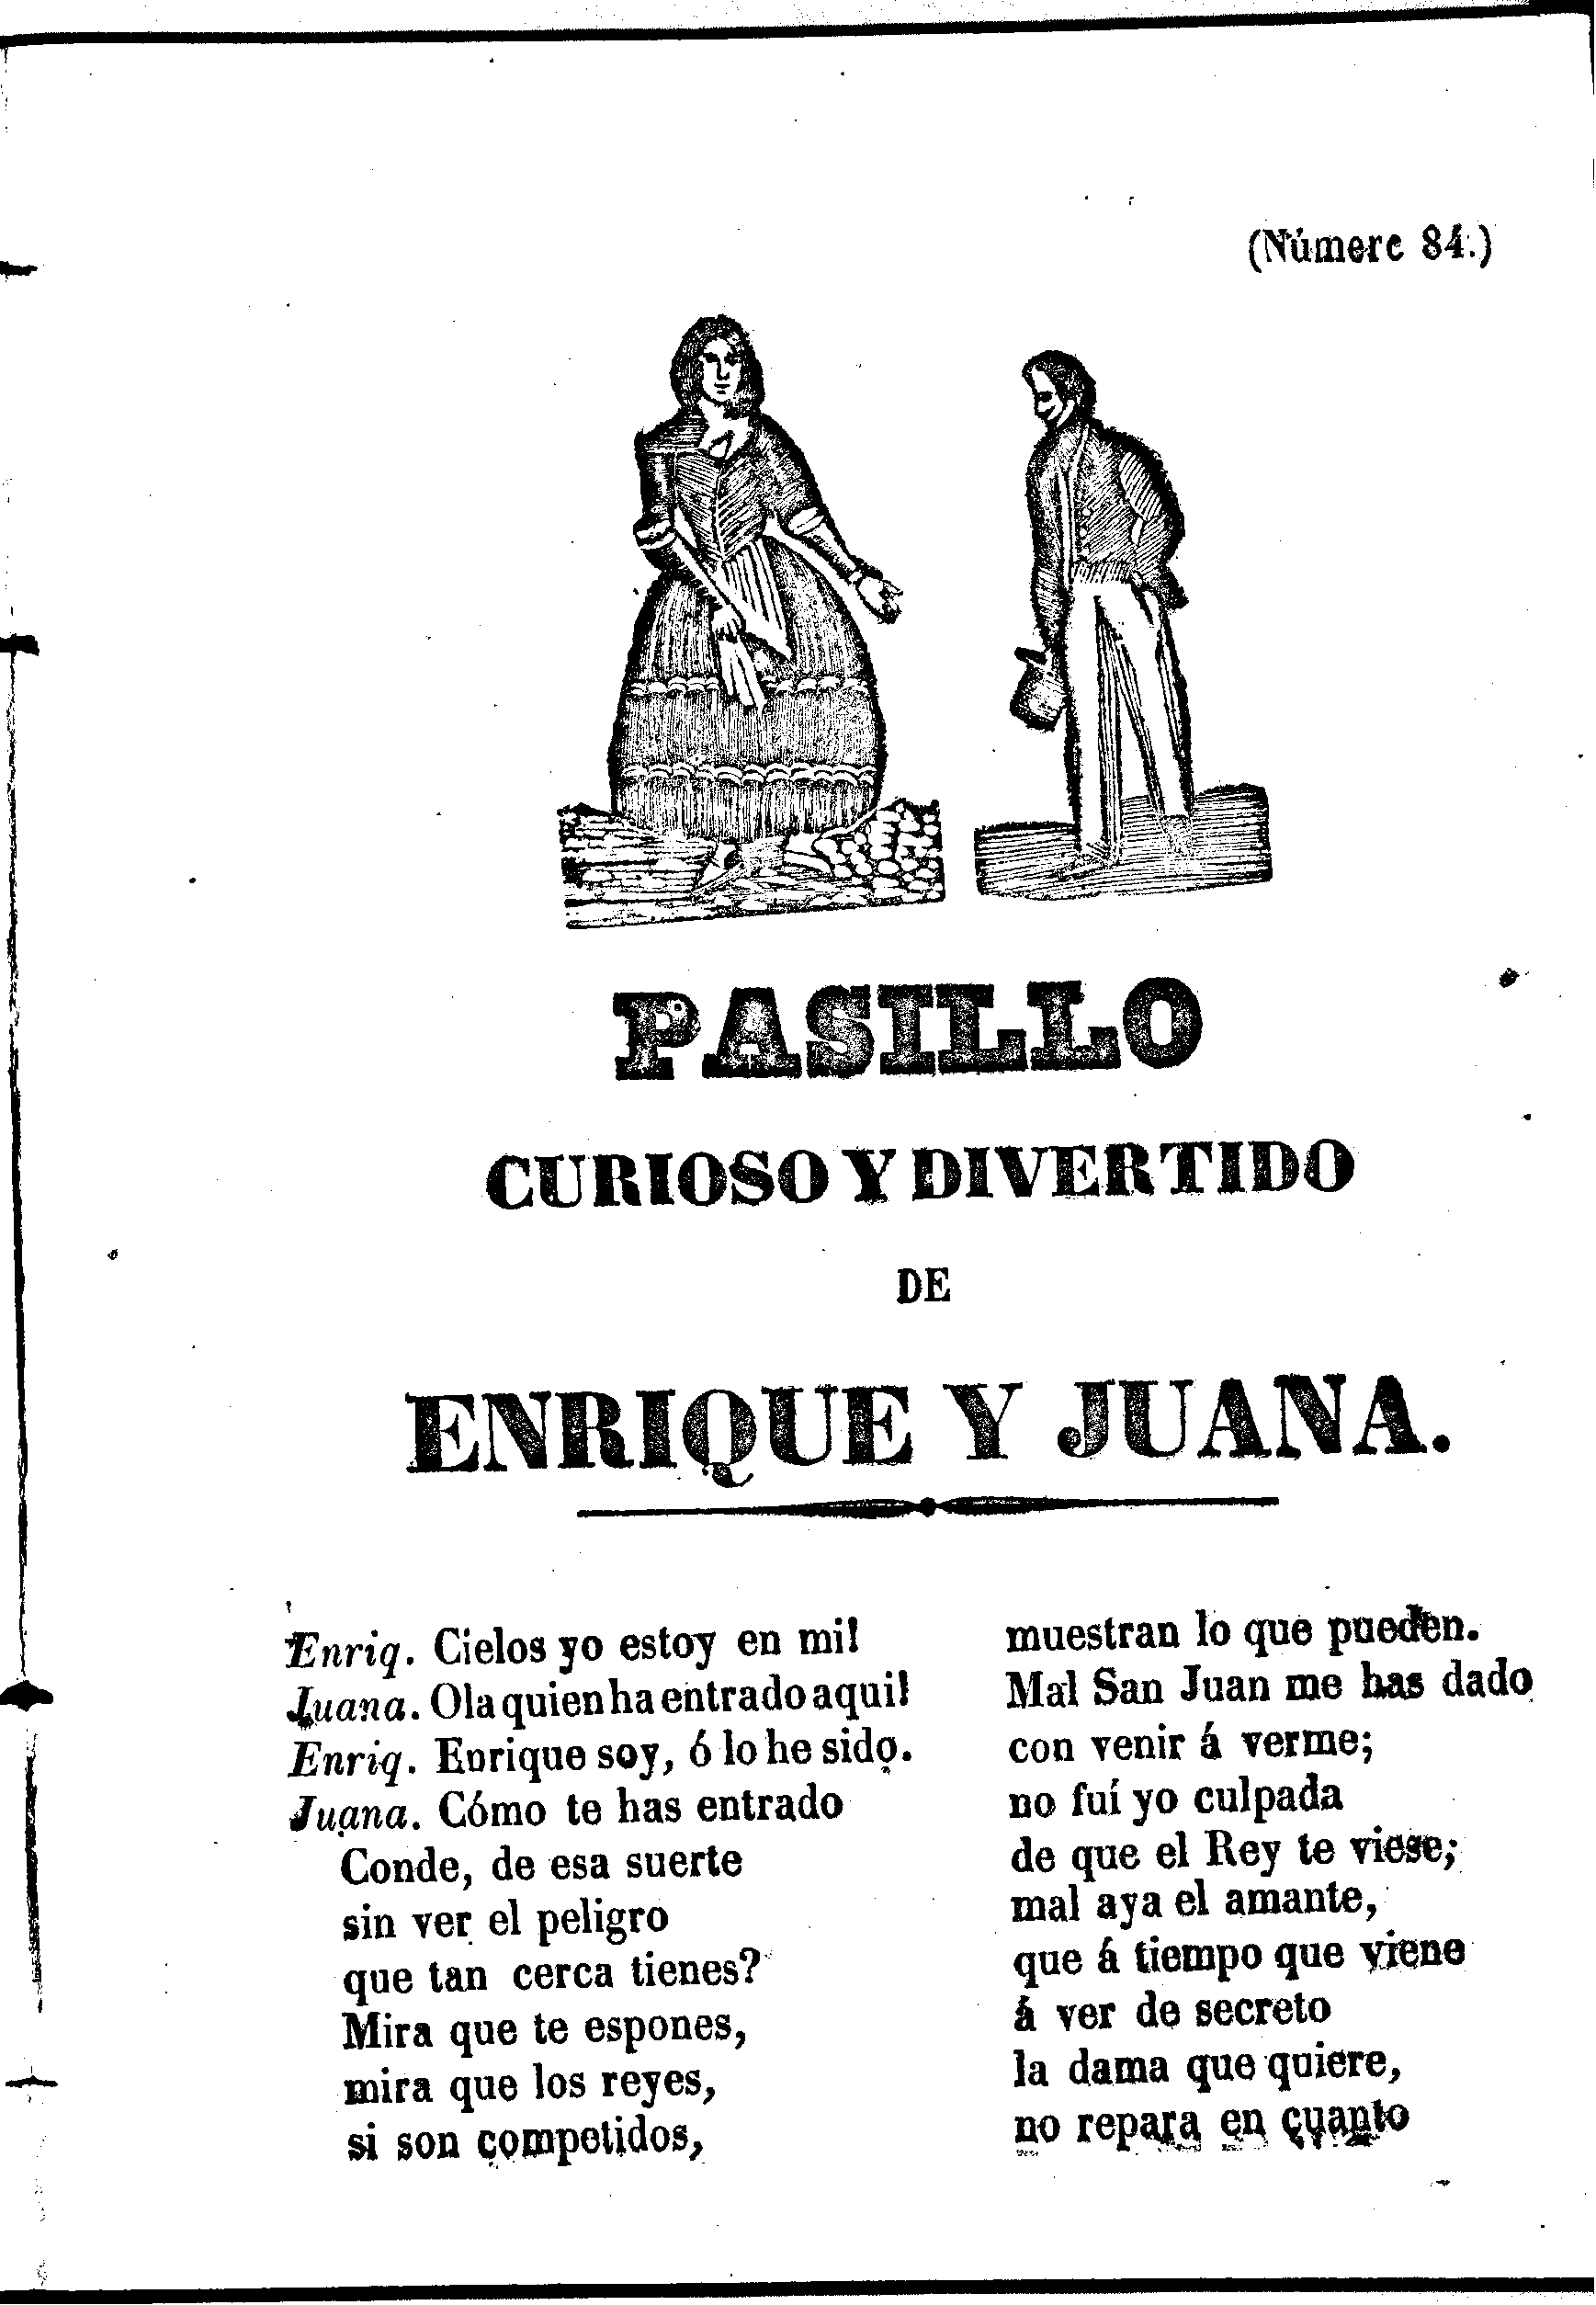 (Número 84.)
PASILLO
CURIOSO Y DIVERTIDO
DE
ENRIQUE Y JUANA.
Enriq. Cielos yo estoy en mi!
Juana. Ola quien ha entrado aqui!
Enriq. Enrique soy, ó lo he sido.
Juana. Cómo te has entrado
Conde, de esa suerte
sin ver el peligro
que tan cerca tienes?
Mira que te espones,
mira que los reyes,
si son competidos,
muestran lo que pueden.
Mal San Juan me has dado
con venir á verme;
no fuí yo culpada
de que el Rey te viese;
mal aya el amante,
que á tiempo que viene
á ver de secreto
la dama que quiere,
no repara en cuanto